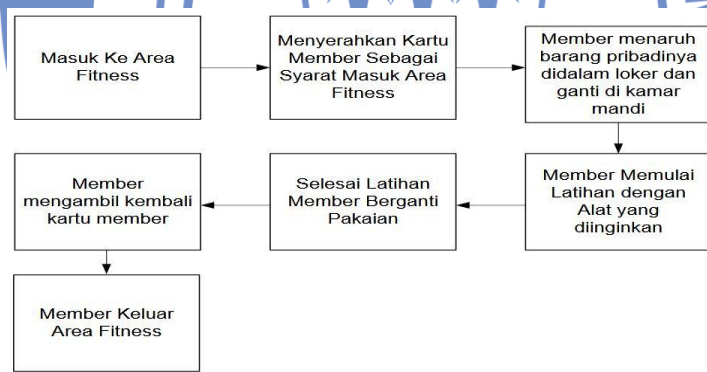 Masuk Ke Area
Fitness
Menyerahkan Kartu
Member Sebagai
Syarat Masuk Area
Fitness
Member menaruh
barang pribadinya
didalam loker dan
ganti di kamar
mandi
Member Memulai
Latihan dengan
Alat yang
diinginkan
Selesai Latihan
Member Berganti
Pakaian
Member
mengambil kembali
kartu member
Member Keluar
Area Fitness